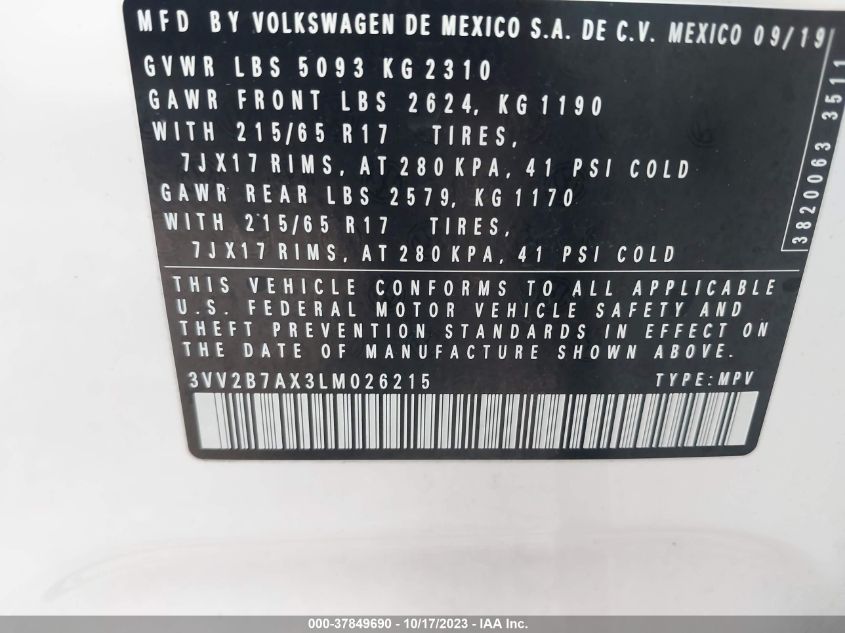 MFD BY VOLKSWAGEN DE MEXICO S.A. DE C.V. MEXICO 09/19
GVWR LBS 5093 KG 2310
GAWR FRONT LBS 2624, KG 1190
WITH 215/65 R17 TIRES,
7JX17 RIMS, AT 280 KPA, 41 PSI COLD
GAWR REAR LBS 2579, KG 1170
WITH 215/65 R17 TIRES,
7JX17 RIMS, AT 280 KPA, 41 PSI COLD
3820063 3511
THIS VEHICLE CONFORMS TO ALL APPLICABLE
U.S. FEDERAL MOTOR VEHICLE SAFETY AND
THEFT PREVENTION STANDARDS IN EFFECT ON
THE DATE OF MANUFACTURE SHOWN ABOVE.
3VV2B7AX3LM026215 TYPE: MPV
000-37849690 - 10/17/2023 - IAAI.com